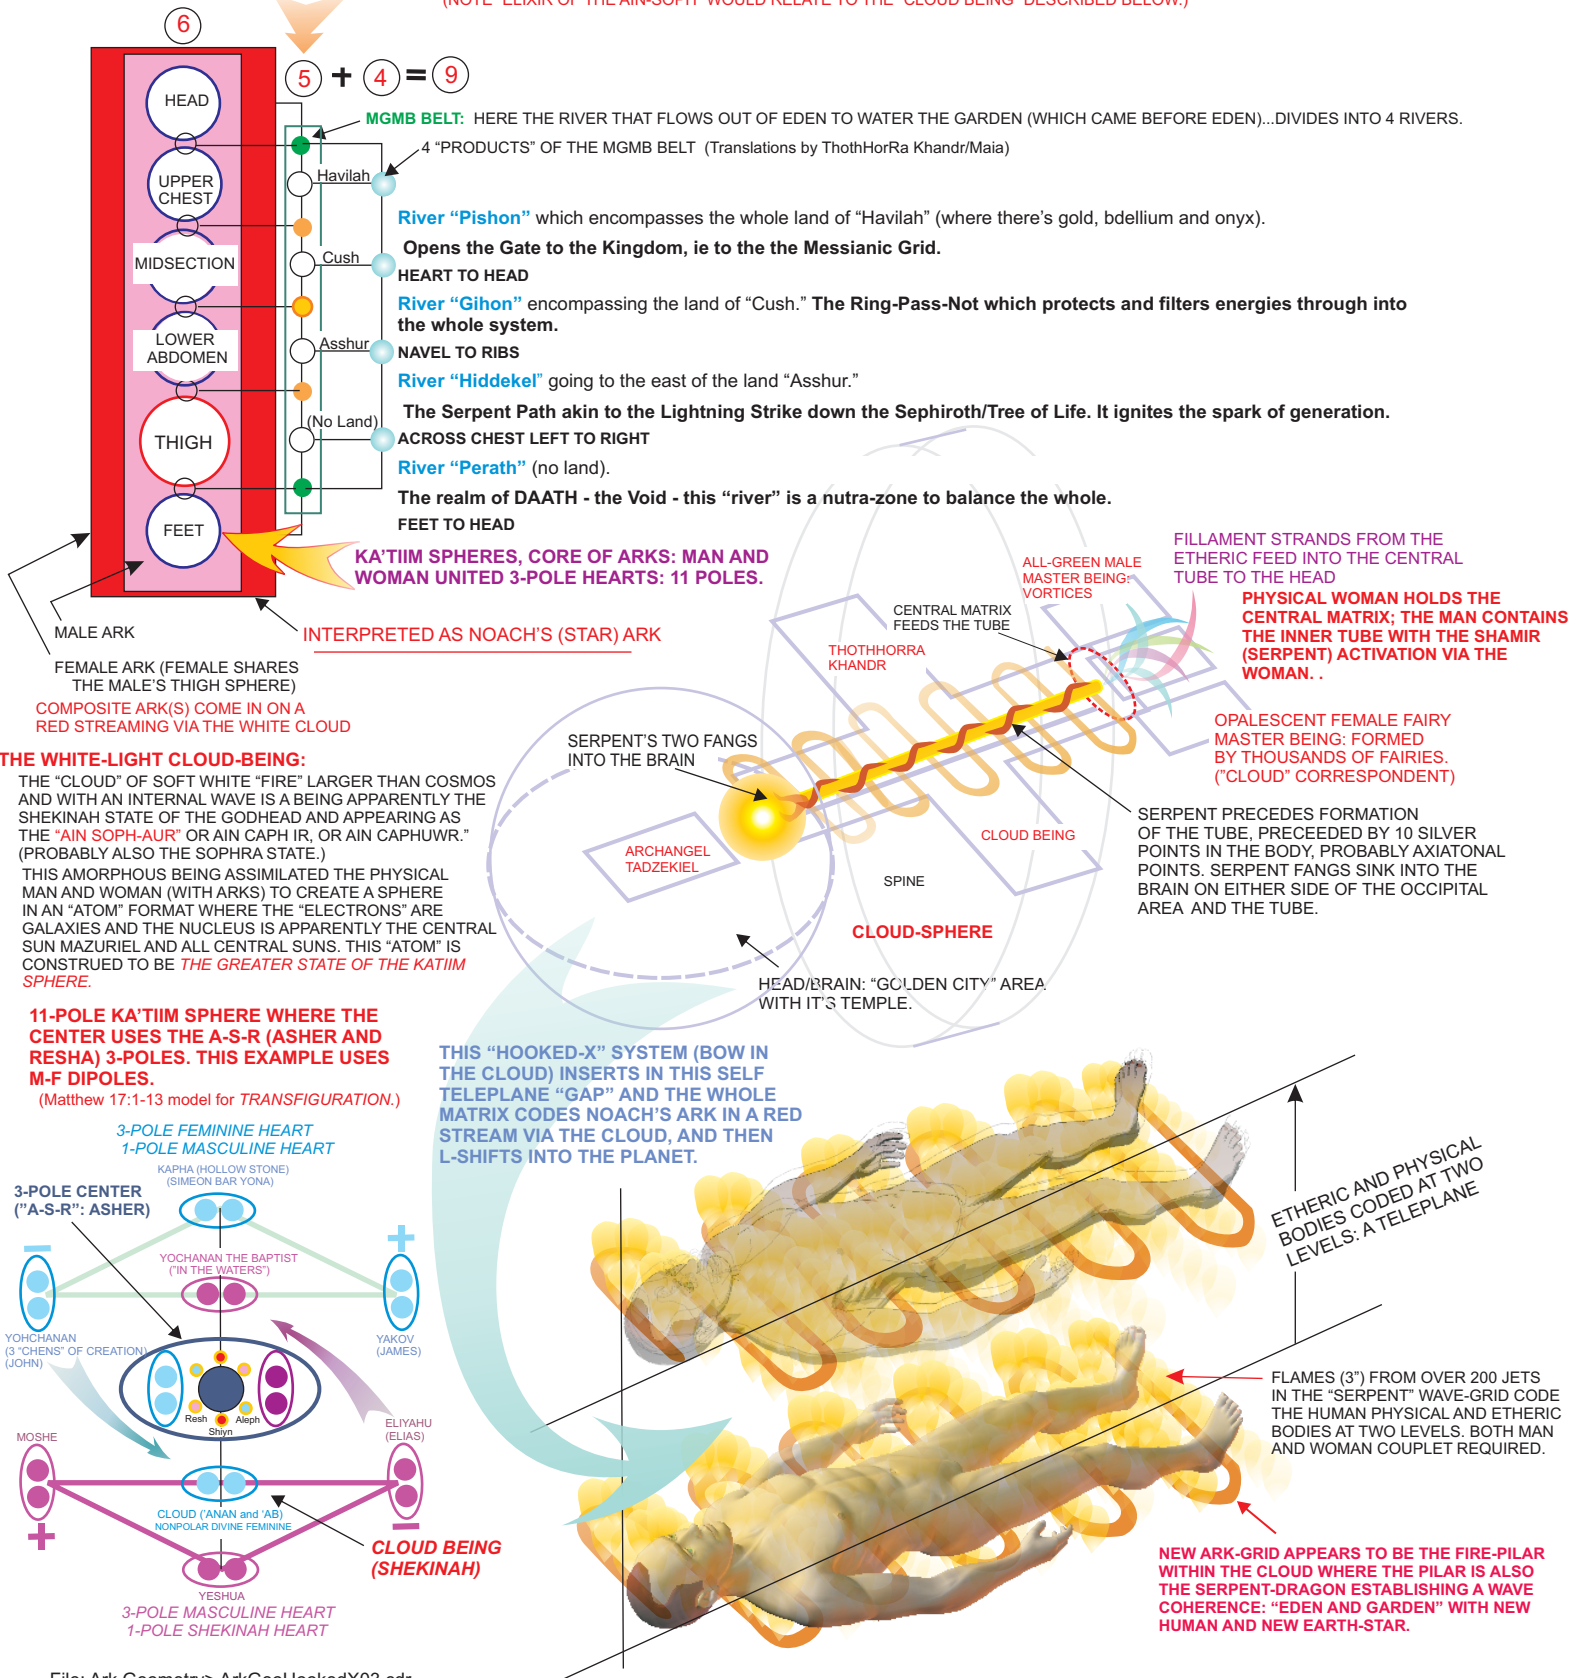 (NOTE "ELIXIR OF THE AIN-SOPH" WOULD RELATE TO THE "CLOUD BEING" DESCRIBED BELOW.)
6
5 + 4 = 9
HEAD
UPPER
CHEST
MIDSECTION
LOWER
ABDOMEN
THIGH
FEET
MGMB BELT: HERE THE RIVER THAT FLOWS OUT OF EDEN TO WATER THE GARDEN (WHICH CAME BEFORE EDEN)...DIVIDES INTO 4 RIVERS.
4 “PRODUCTS” OF THE MGMB BELT (Translations by ThothHorRa Khandr/Maia)
Havilah
Cush
Asshur
(No Land)
River “Pishon” which encompasses the whole land of “Havilah” (where there’s gold, bdellium and onyx).
Opens the Gate to the Kingdom, ie to the the Messianic Grid.
HEART TO HEAD
River “Gihon” encompassing the land of “Cush.” The Ring-Pass-Not which protects and filters energies through into
the whole system.
NAVEL TO RIBS
River “Hiddekel” going to the east of the land “Asshur.”
The Serpent Path akin to the Lightning Strike down the Sephiroth/Tree of Life. It ignites the spark of generation.
ACROSS CHEST LEFT TO RIGHT
River “Perath” (no land).
The realm of DAATH - the Void - this “river” is a nutra-zone to balance the whole.
FEET TO HEAD
KA’TIIM SPHERES, CORE OF ARKS: MAN AND
WOMAN UNITED 3-POLE HEARTS: 11 POLES.
MALE ARK
INTERPRETED AS NOACH’S (STAR) ARK
FEMALE ARK (FEMALE SHARES
THE MALE’S THIGH SPHERE)
COMPOSITE ARK(S) COME IN ON A
RED STREAMING VIA THE WHITE CLOUD
FILLAMENT STRANDS FROM THE
ETHERIC FEED INTO THE CENTRAL
TUBE TO THE HEAD
ALL-GREEN MALE
MASTER BEING:
VORTICES
CENTRAL MATRIX
FEEDS THE TUBE
PHYSICAL WOMAN HOLDS THE
CENTRAL MATRIX; THE MAN CONTAINS
THE INNER TUBE WITH THE SHAMIR
(SERPENT) ACTIVATION VIA THE
WOMAN. .
THOTHHORRA
KHANDR
OPALESCENT FEMALE FAIRY
MASTER BEING: FORMED
BY THOUSANDS OF FAIRIES.
("CLOUD” CORRESPONDENT)
SERPENT’S TWO FANGS
INTO THE BRAIN
SERPENT PRECEDES FORMATION
OF THE TUBE, PRECEEDED BY 10 SILVER
POINTS IN THE BODY, PROBABLY AXIATONAL
POINTS. SERPENT FANGS SINK INTO THE
BRAIN ON EITHER SIDE OF THE OCCIPITAL
AREA AND THE TUBE.
CLOUD BEING
ARCHANGEL
TADZEKIEL
SPINE
CLOUD-SPHERE
HEAD/BRAIN: “GOLDEN CITY” AREA
WITH IT’S TEMPLE.
THE WHITE-LIGHT CLOUD-BEING:
THE “CLOUD” OF SOFT WHITE “FIRE” LARGER THAN COSMOS
AND WITH AN INTERNAL WAVE IS A BEING APPARENTLY THE
SHEKINAH STATE OF THE GODHEAD AND APPEARING AS
THE “AIN SOPH-AUR” OR AIN CAPH IR, OR AIN CAPHUWR.”
(PROBABLY ALSO THE SOPHRA STATE.)
THIS AMORPHOUS BEING ASSIMILATED THE PHYSICAL
MAN AND WOMAN (WITH ARKS) TO CREATE A SPHERE
IN AN “ATOM” FORMAT WHERE THE “ELECTRONS” ARE
GALAXIES AND THE NUCLEUS IS APPARENTLY THE CENTRAL
SUN MAZURIEL AND ALL CENTRAL SUNS. THIS “ATOM” IS
CONSTRUED TO BE THE GREATER STATE OF THE KATIIM
SPHERE.
11-POLE KA’TIIM SPHERE WHERE THE
CENTER USES THE A-S-R (ASHER AND
RESHA) 3-POLES. THIS EXAMPLE USES
M-F DIPOLES.
(Matthew 17:1-13 model for TRANSFIGURATION.)
THIS “HOOKED-X” SYSTEM (BOW IN
THE CLOUD) INSERTS IN THIS SELF
TELEPLANE “GAP” AND THE WHOLE
MATRIX CODES NOACH’S ARK IN A RED
STREAM VIA THE CLOUD, AND THEN
L-SHIFTS INTO THE PLANET.
3-POLE FEMININE HEART
1-POLE MASCULINE HEART
KAPHA (HOLLOW STONE)
(SIMEON BAR YONA)
3-POLE CENTER
("A-S-R”: ASHER)
YOCHANAN THE BAPTIST
("IN THE WATERS”)
YOHCHANAN
(3 “CHENS” OF CREATION)
(JOHN)
YAKOV
(JAMES)
Resh
Aleph
Shiyn
MOSHE
ELIYAHU
(ELIAS)
CLOUD (’ANAN and ‘AB)
NONPOLAR DIVINE FEMININE
CLOUD BEING
(SHEKINAH)
YESHUA
3-POLE MASCULINE HEART
1-POLE SHEKINAH HEART
ETHERIC AND PHYSICAL
BODIES CODED AT TWO
LEVELS: A TELEPLANE
FLAMES (3”) FROM OVER 200 JETS
IN THE “SERPENT” WAVE-GRID CODE
THE HUMAN PHYSICAL AND ETHERIC
BODIES AT TWO LEVELS. BOTH MAN
AND WOMAN COUPLET REQUIRED.
NEW ARK-GRID APPEARS TO BE THE FIRE-PILAR
WITHIN THE CLOUD WHERE THE PILAR IS ALSO
THE SERPENT-DRAGON ESTABLISHING A WAVE
COHERENCE: “EDEN AND GARDEN” WITH NEW
HUMAN AND NEW EARTH-STAR.
File: Ark Geometry> ArkGeoHookedX03.cdr